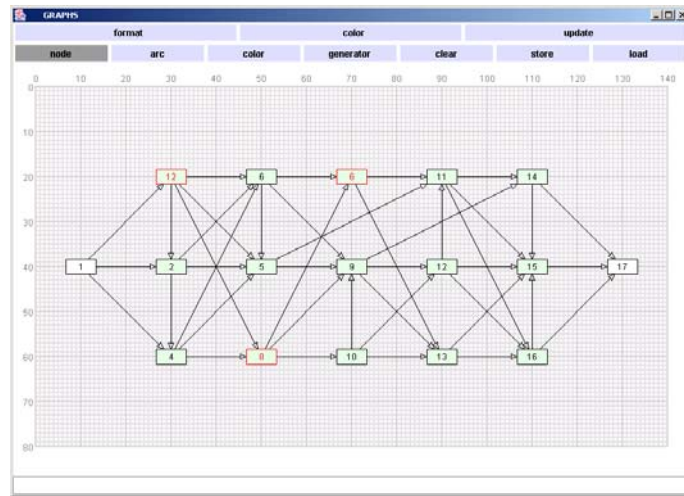 GRAPHS
format color update
node arc color generator clear store load
0 10 20 30 40 50 60 70 80 90 100 110 120 130 140
0
10
20
12 6 6 11 14
30
40
1 2 5 9 12 15 17
50
60
4 8 10 13 16
70
80